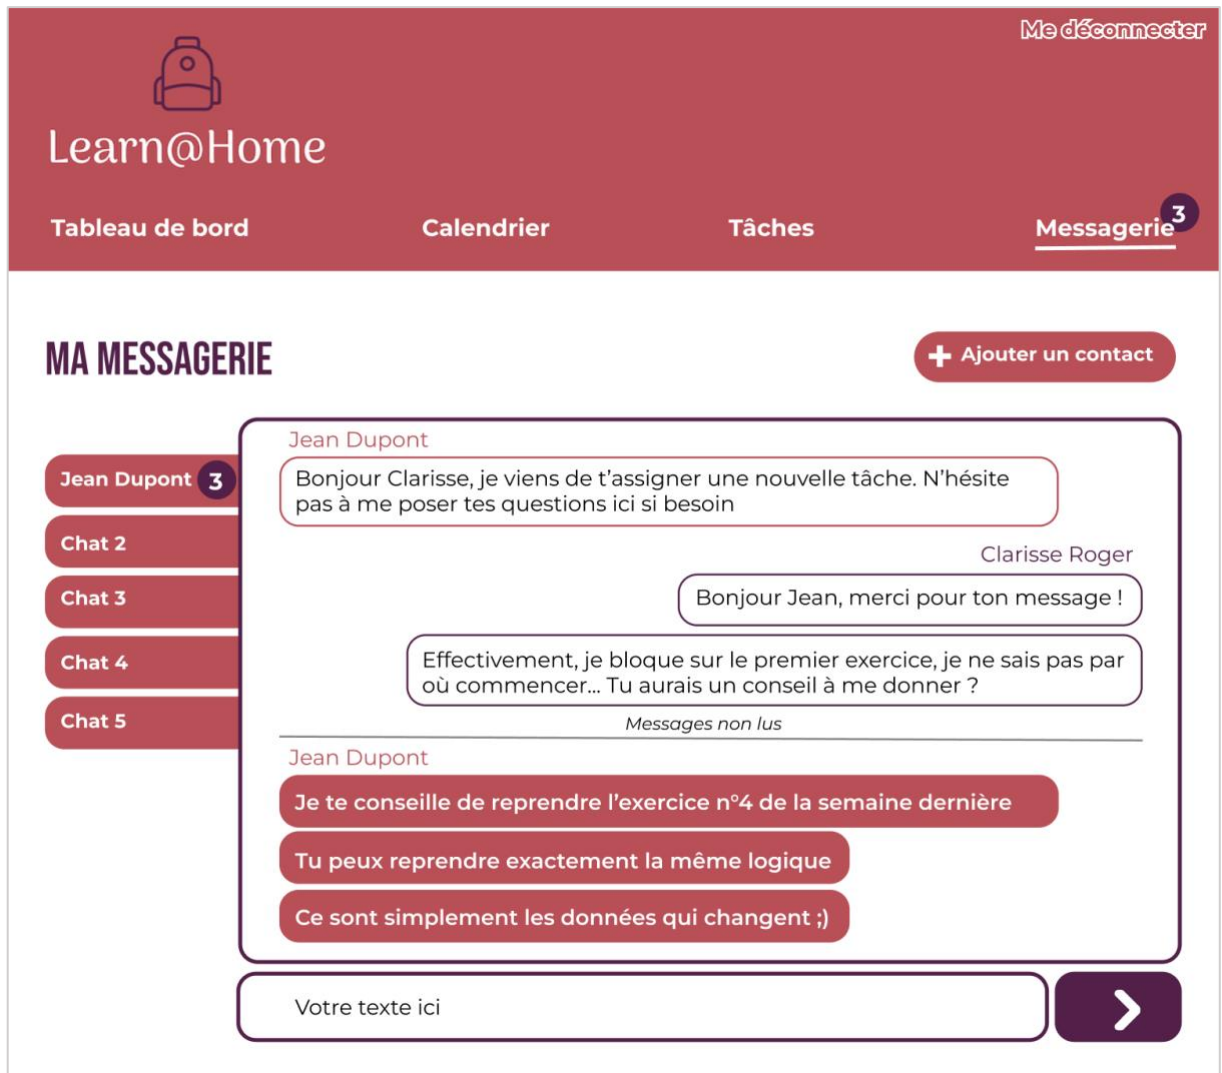 Me déconnecter
Learn@Home
Tableau de bord
Calendrier
Tâches
Messagerie
3
MA MESSAGERIE
Ajouter un contact
Jean Dupont 3
Chat 2
Chat 3
Chat 4
Chat 5
Jean Dupont
Bonjour Clarisse, je viens de t’assigner une nouvelle tâche. N’hésite
pas à me poser tes questions ici si besoin
Clarisse Roger
Bonjour Jean, merci pour ton message !
Effectivement, je bloque sur le premier exercice, je ne sais pas par
où commencer... Tu aurais un conseil à me donner ?
Messages non lus
Jean Dupont
Je te conseille de reprendre l’exercice n°4 de la semaine dernière
Tu peux reprendre exactement la même logique
Ce sont simplement les données qui changent ;)
Votre texte ici